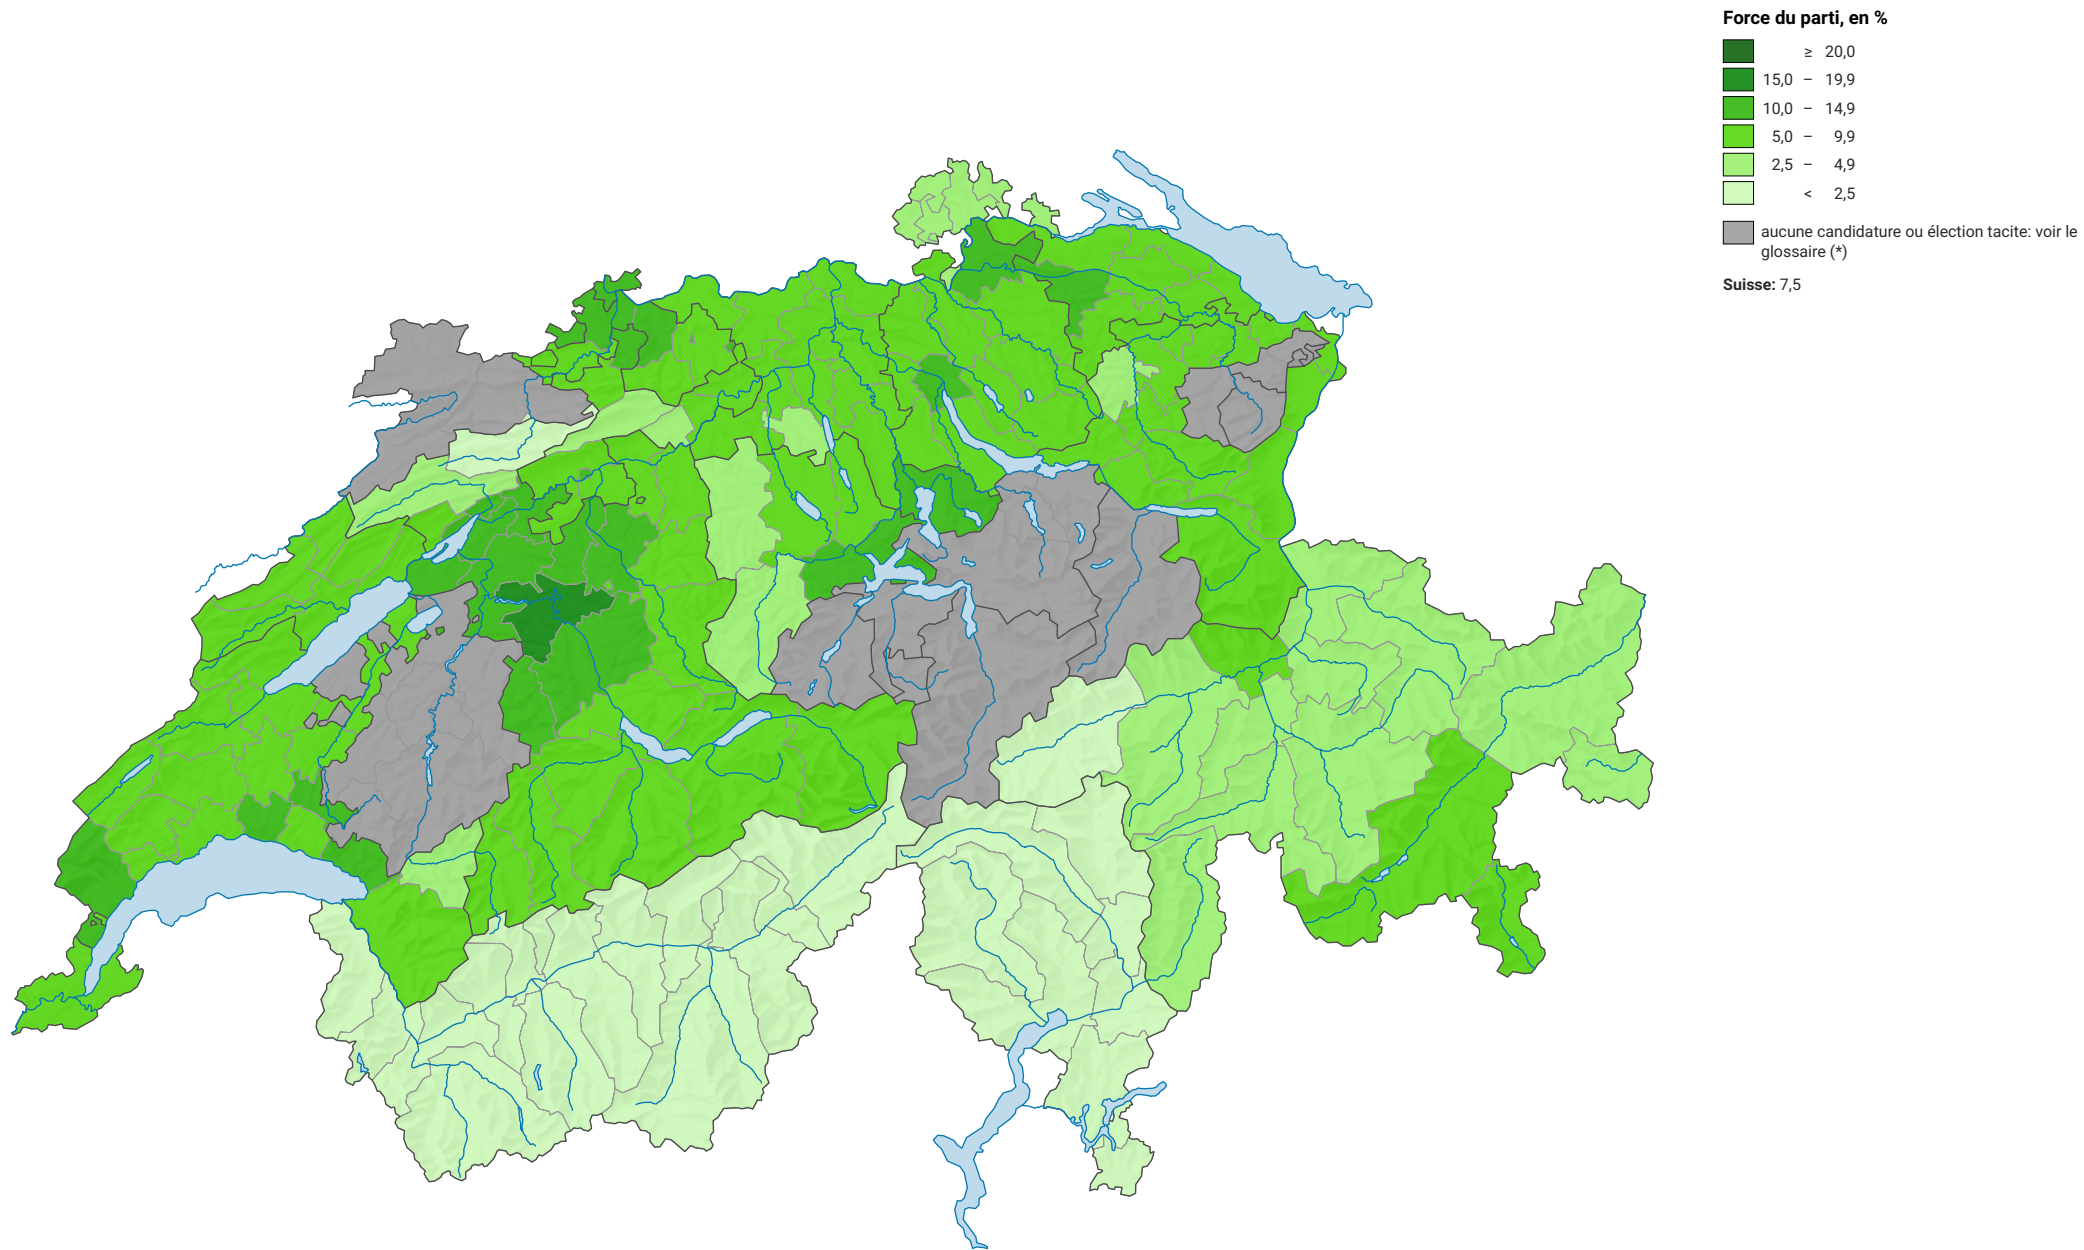 Force du parti, en %
≥ 20,0
15,0 – 19,9
10,0 – 14,9
5,0 – 9,9
2,5 – 4,9
< 2,5
aucune candidature ou élection tacite: voir le
glossaire (*)
Suisse: 7,5